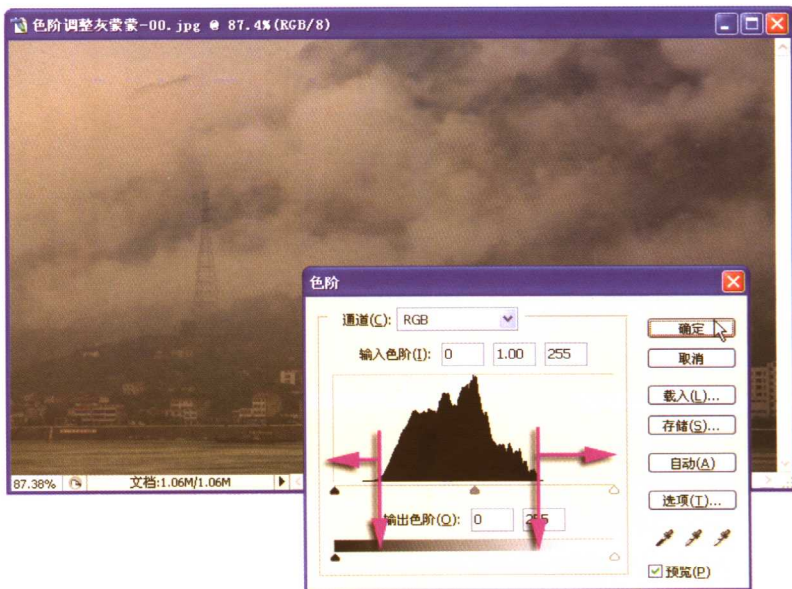 色阶调整灰蒙蒙-00.jpg @ 87.4%(RGB/8)
色阶
通道(C): RGB
输入色阶(I): 0 1.00 255
确定
取消
载入(L)...
存储(S)...
自动(A)
选项(T)...
87.38% 文档:1.06M/1.06M
输出色阶(O): 0 255
预览(P)